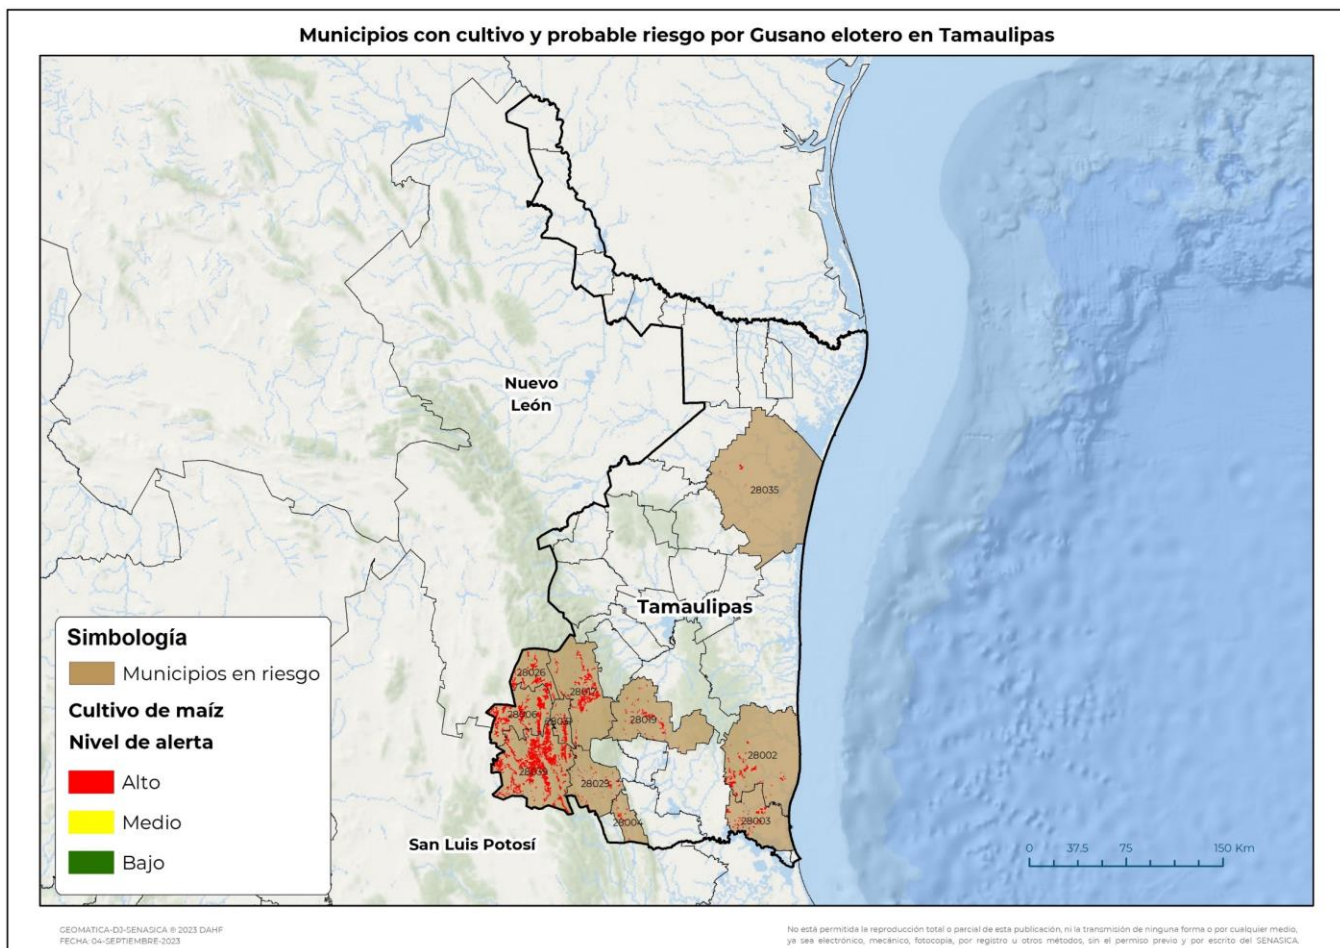 Municipios con cultivo y probable riesgo por Gusano elotero en Tamaulipas
Nuevo
León
28035
Tamaulipas
28026
28017
28006
28019
28002
28029
28004
28003
San Luis Potosí
Simbología
Municipios en riesgo
Cultivo de maíz
Nivel de alerta
Alto
Medio
Bajo
0 37.5 75 150 Km
GEOMATICA-DJ-SENASICA © 2023 DAHF
FECHA: 04-SEPTIEMBRE-2023
No está permitida la reproducción total o parcial de esta publicación, ni la transmisión de ninguna forma o por cualquier medio,
ya sea electrónico, mecánico, fotocopia, por registro u otros métodos, sin el permiso previo y por escrito del SENASICA.